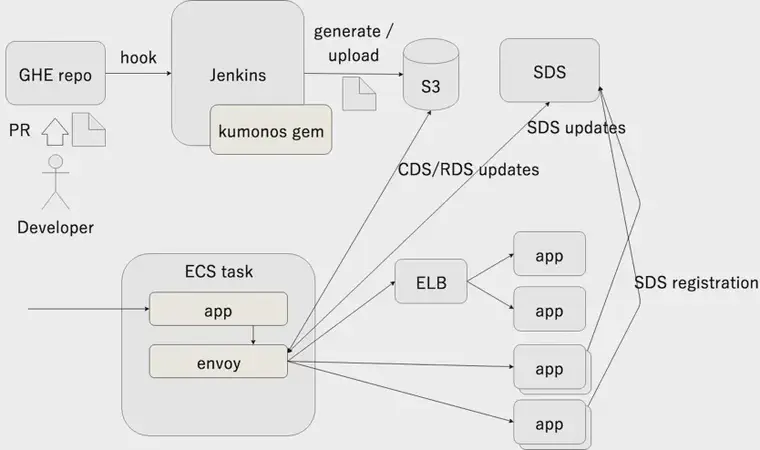 GHE repo
hook
Jenkins
kumonos gem
generate /
upload
S3
SDS
PR
Developer
SDS updates
CDS/RDS updates
ECS task
app
envoy
ELB
app
app
app
app
SDS registration